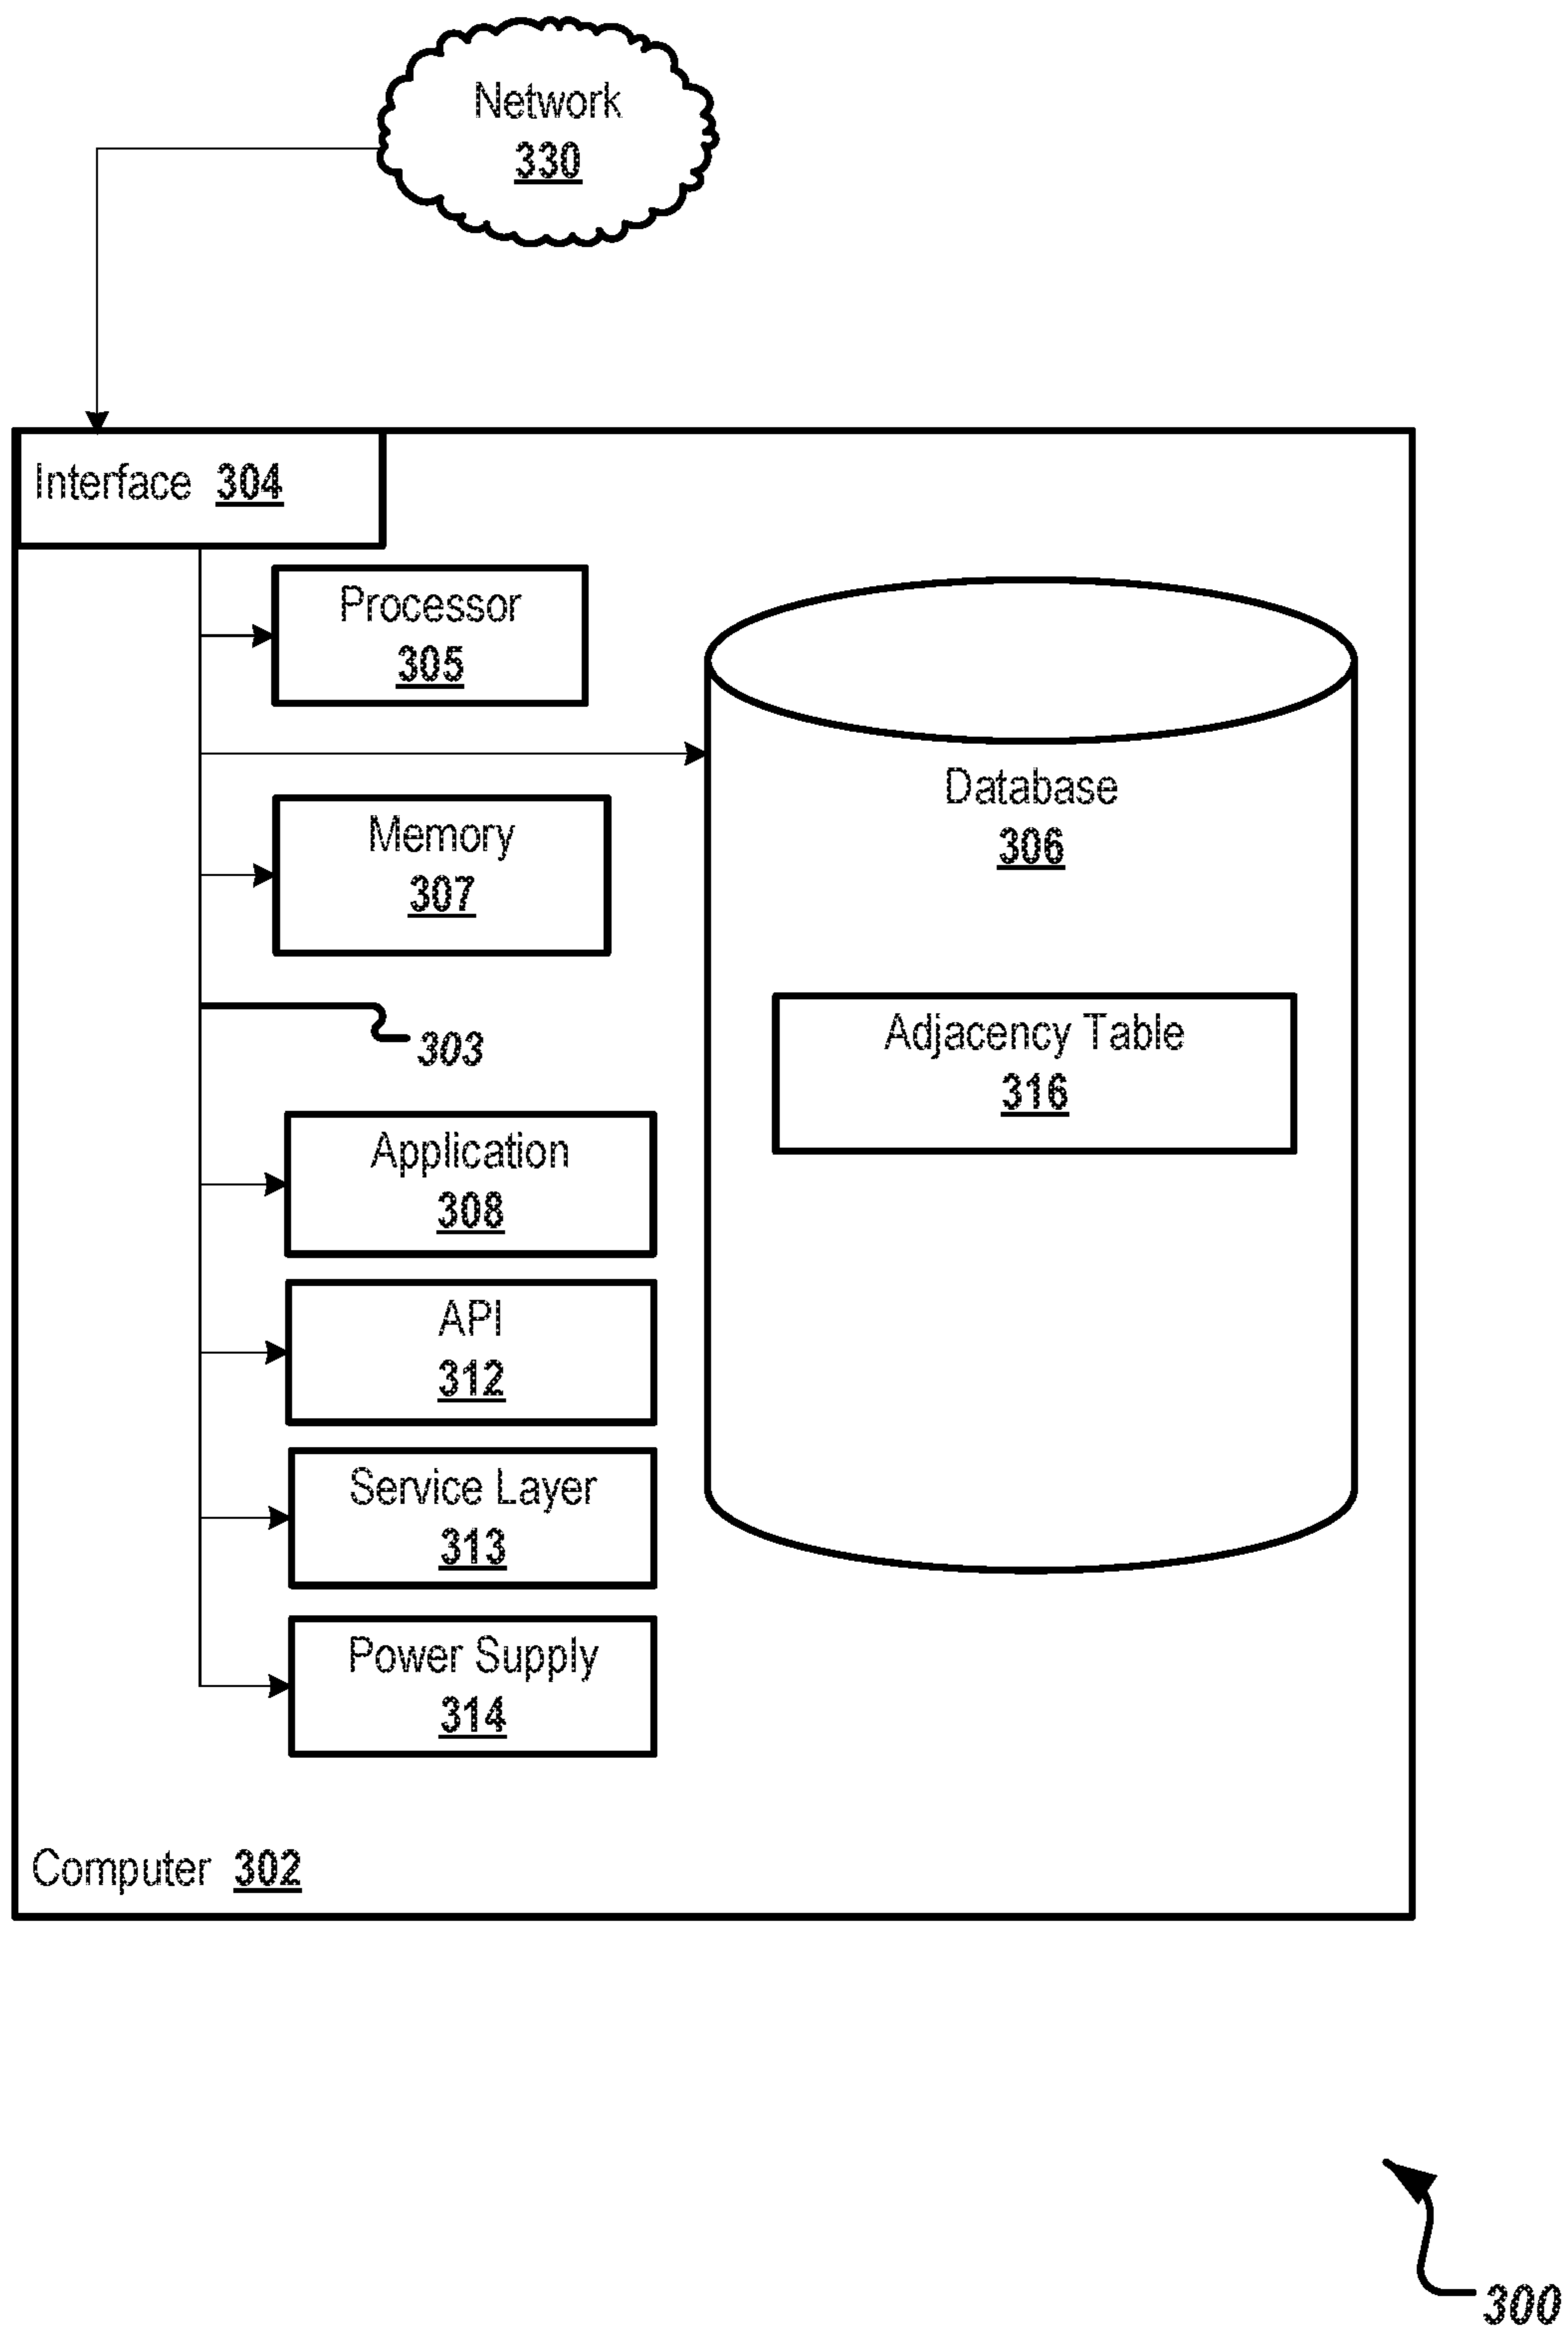 Network
330
Interface 304
Processor
305
Database
306
Memory
307
303
Adjacency Table
316
Application
308
API
312
Service Layer
313
Power Supply
314
Computer 302
300